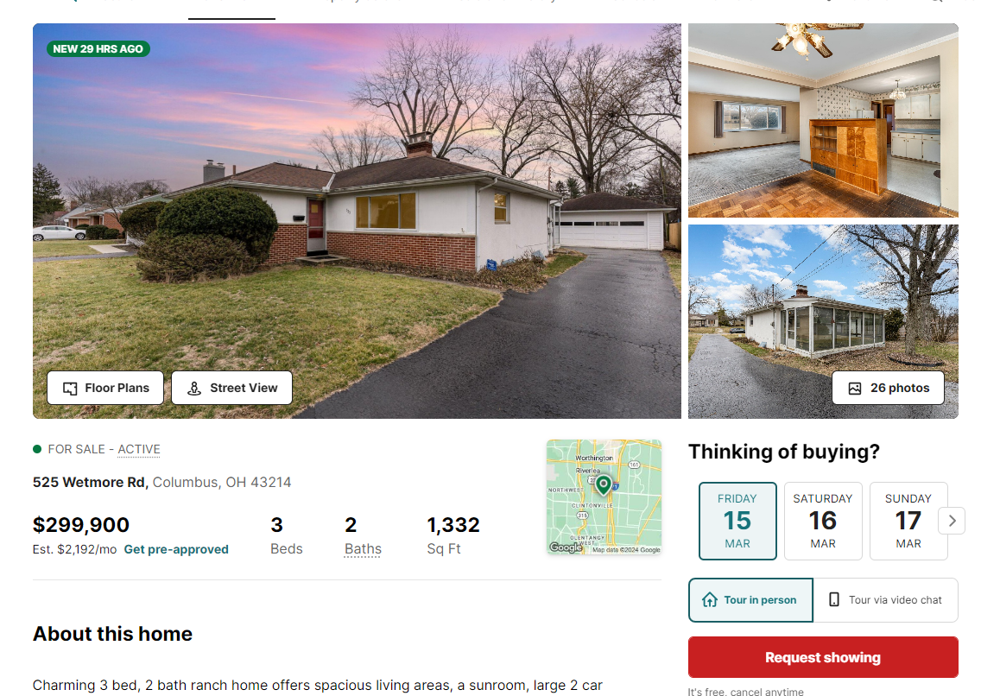 NEW 29 HRS AGO
Floor Plans
Street View
26 photos
FOR SALE - ACTIVE
525 Wetmore Rd, Columbus, OH 43214
$299,900
Est. $2,192/mo Get pre-approved
3
Beds
2
Baths
1,332
Sq Ft
Worthington
Riverlea
161
NORTHWEST
CLINTONVILLE
315
OLENTANGY
WEST
Google
Map data ©2024 Google
Thinking of buying?
FRIDAY
15
MAR
SATURDAY
16
MAR
SUNDAY
17
MAR
Tour in person
Tour via video chat
Request showing
It's free, cancel anytime
About this home
Charming 3 bed, 2 bath ranch home offers spacious living areas, a sunroom, large 2 car